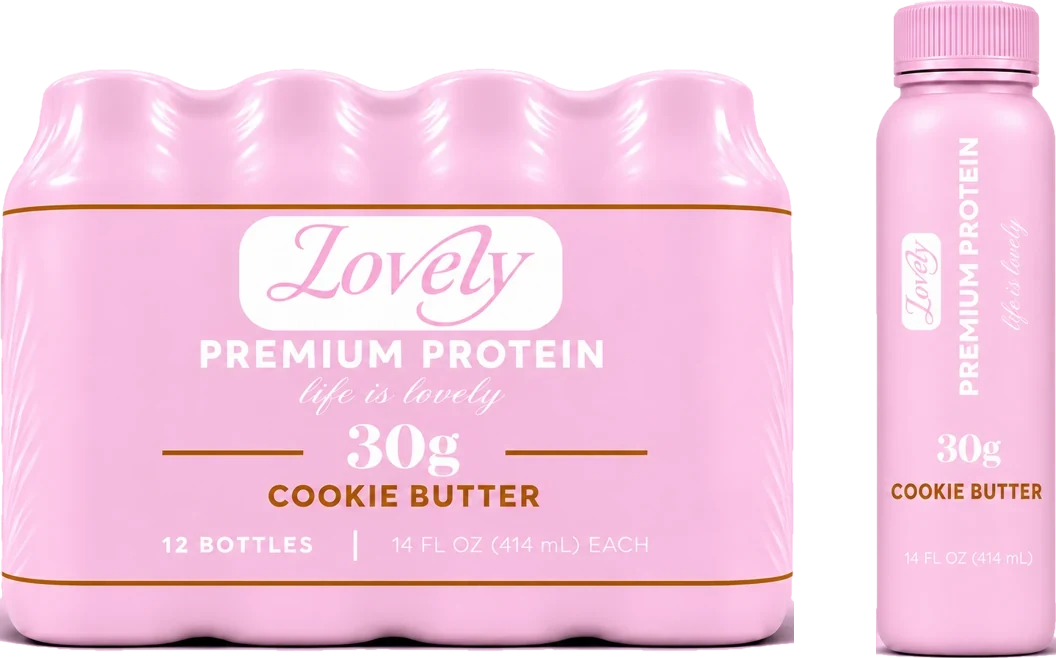 Lovely
PREMIUM PROTEIN
life is lovely
30g
COOKIE BUTTER
12 BOTTLES | 14 FL OZ (414 mL) EACH
Lovely
PREMIUM PROTEIN
life is lovely
30g
COOKIE BUTTER
14 FL OZ (414 mL)